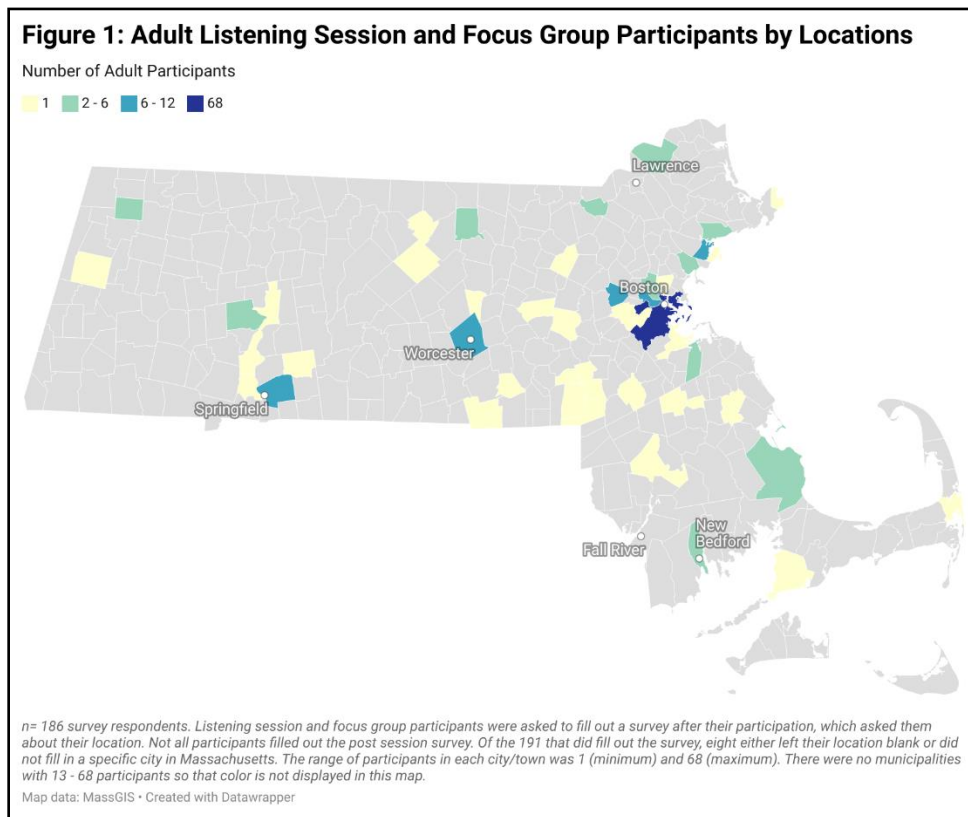 Figure 1: Adult Listening Session and Focus Group Participants by Locations
Number of Adult Participants
1 2 - 6 6 - 12 68
Lawrence
Boston
Worcester
Springfield
New
Bedford
Fall River
n= 186 survey respondents. Listening session and focus group participants were asked to fill out a survey after their participation, which asked them
about their location. Not all participants filled out the post session survey. Of the 191 that did fill out the survey, eight either left their location blank or did
not fill in a specific city in Massachusetts. The range of participants in each city/town was 1 (minimum) and 68 (maximum). There were no municipalities
with 13 - 68 participants so that color is not displayed in this map.
Map data: MassGIS • Created with Datawrapper